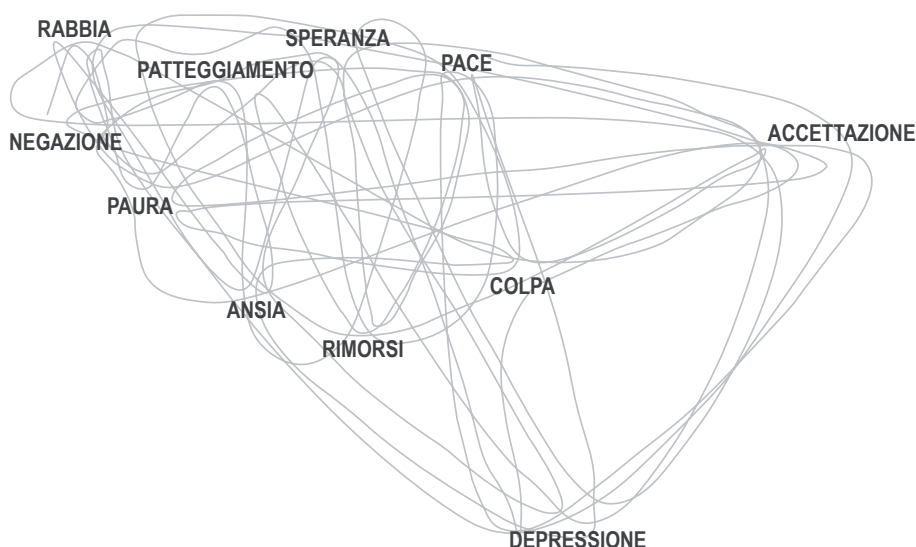 RABBIA
SPERANZA
PATTEGGIAMENTO
PACE
ACCETTAZIONE
NEGAZIONE
PAURA
COLPA
ANSIA
RIMORSI
DEPRESSIONE